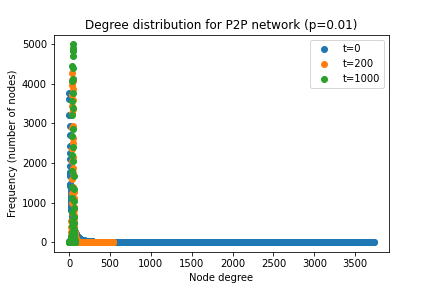 Degree distribution for P2P network (p=0.01)
t=0
t=200
t=1000
Frequency (number of nodes)
5000
4000
3000
2000
1000
0
0 500 1000 1500 2000 2500 3000 3500
Node degree